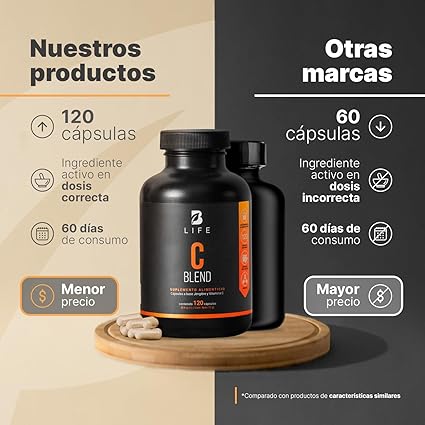 Nuestros
productos
Otras
marcas
120
cápsulas
60
cápsulas
Ingrediente
activo en
dosis
correcta
Ingrediente
activo en
dosis
incorrecta
60 días
de consumo
60 días de
consumo
Menor
precio
Mayor
precio
B
LIFE
C
BLEND
SUPLEMENTO ALIMENTICIO
120
*Comparado con productos de características similares